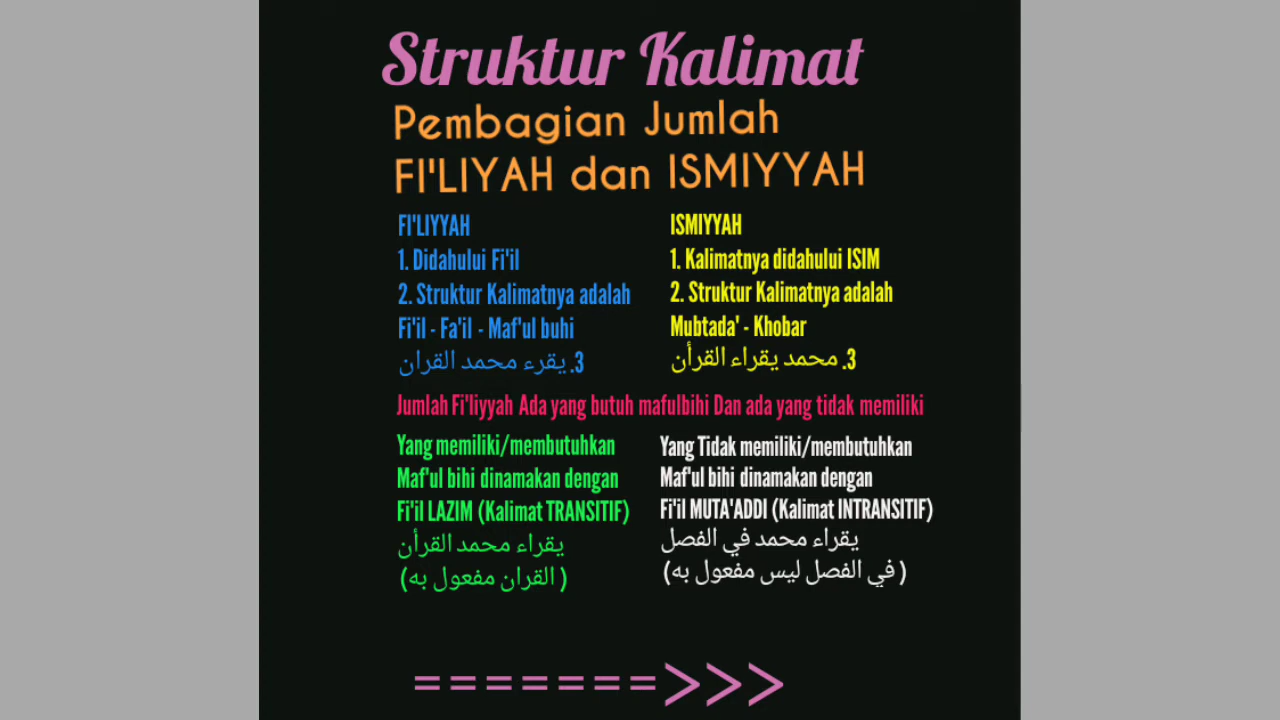 Struktur Kalimat
Pembagian Jumlah
FI'LIYAH dan ISMIYYAH
FI'LIYYAH
1. Didahului Fi'il
2. Struktur Kalimatnya adalah
Fi'il - Fa'il - Maf'ul buhi
3. يقرء محمد القران
ISMIYYAH
1. Kalimatnya didahului ISIM
2. Struktur Kalimatnya adalah
Mubtada' - Khobar
3. محمد يقراء القرأن
Jumlah Fi'liyyah Ada yang butuh mafulbihi Dan ada yang tidak memiliki
Yang memiliki/membutuhkan
Maf'ul bihi dinamakan dengan
Fi'il LAZIM (Kalimat TRANSITIF)
يقراء محمد القرأن
(القران مفعول به)
Yang Tidak memiliki/membutuhkan
Maf'ul bihi dinamakan dengan
Fi'il MUTA'ADDI (Kalimat INTRANSITIF)
يقراء محمد في الفصل
(في الفصل ليس مفعول به)
=======>>>